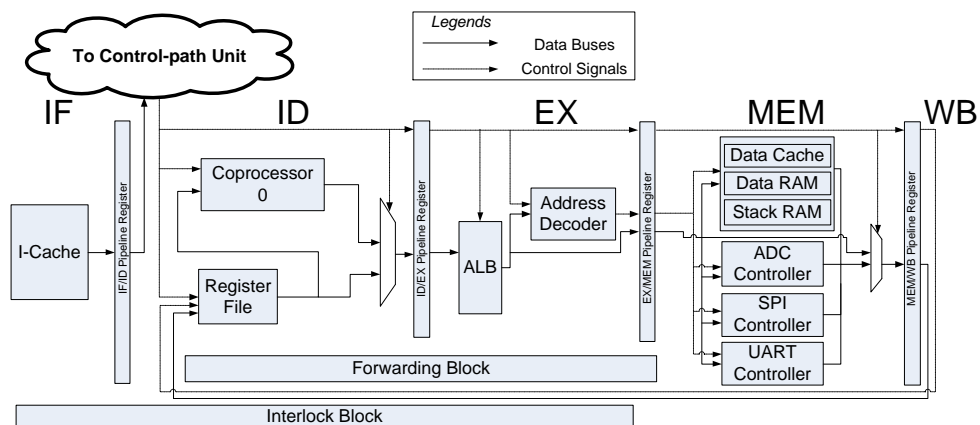 Legends
Data Buses
Control Signals
To Control-path Unit
IF
ID
EX
MEM
WB
I-Cache
IF/ID Pipeline Register
Coprocessor
0
Register
File
ID/EX Pipeline Register
ALB
Address
Decoder
EX/MEM Pipeline Register
Data Cache
Data RAM
Stack RAM
ADC
Controller
SPI
Controller
UART
Controller
MEM/WB Pipeline Register
Forwarding Block
Interlock Block